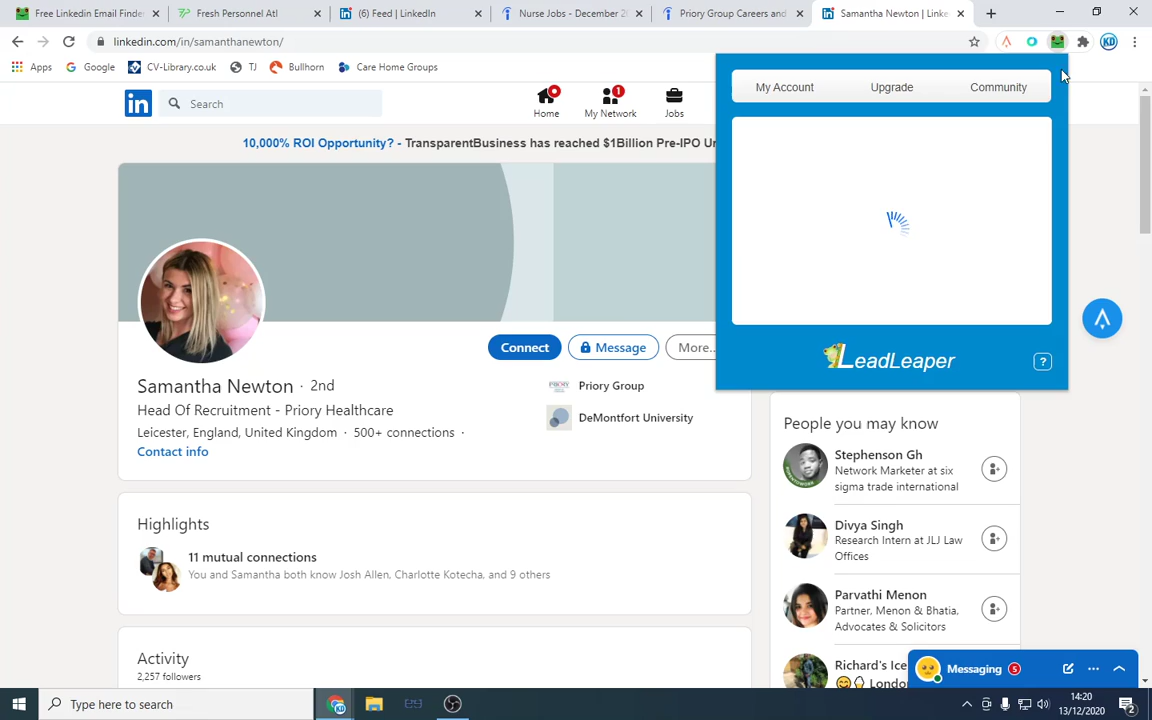 Free Linkedin Email Finder
Fresh Personnel Atl
(6) Feed | LinkedIn
Nurse Jobs - December 2
Priory Group Careers and
Samantha Newton | Linke
linkedin.com/in/samanthanewton/
KD
Apps
Google
CV-Library.co.uk
TJ
Bullhorn
Care Home Groups
My Account
Upgrade
Community
in
Search
Home
1
My Network
Jobs
10,000% ROI Opportunity? - TransparentBusiness has reached $1Billion Pre-IPO Un
LeadLeaper
?
Connect
Message
More..
Samantha Newton · 2nd
Head Of Recruitment - Priory Healthcare
Leicester, England, United Kingdom · 500+ connections ·
Contact info
Priory Group
DeMontfort University
Highlights
11 mutual connections
You and Samantha both know Josh Allen, Charlotte Kotecha, and 9 others
Activity
2,257 followers
People you may know
Stephenson Gh
Network Marketer at six
sigma trade international
Divya Singh
Research Intern at JLJ Law
Offices
Parvathi Menon
Partner, Menon & Bhatia,
Advocates & Solicitors
Richard's Ice
Londo
Messaging 5
Type here to search
14:20
13/12/2020
2